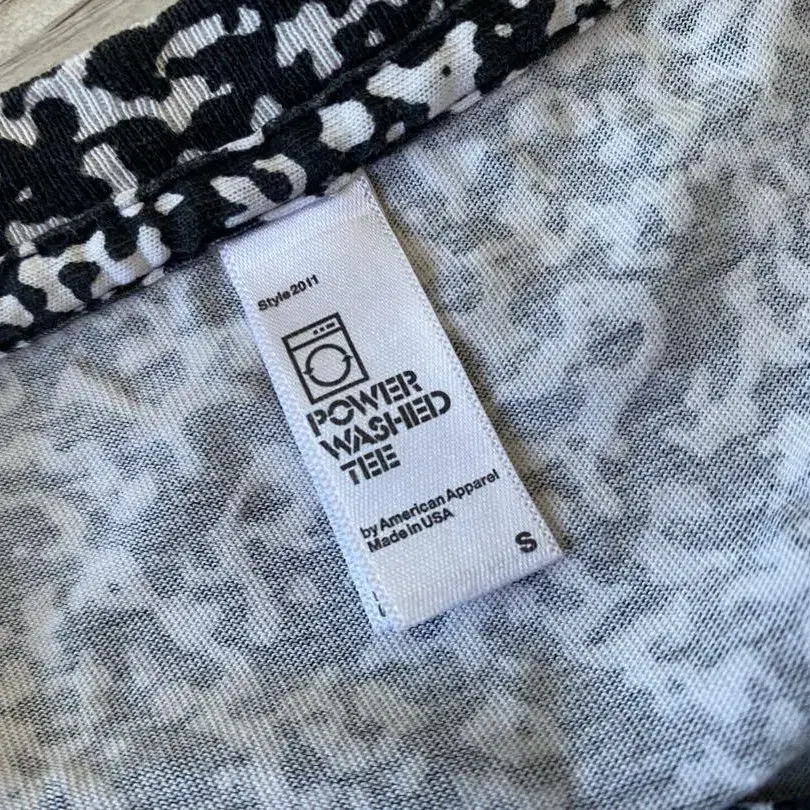 Style 2011
POWER
WASHED
TEE
by American Apparel
Made in USA
S